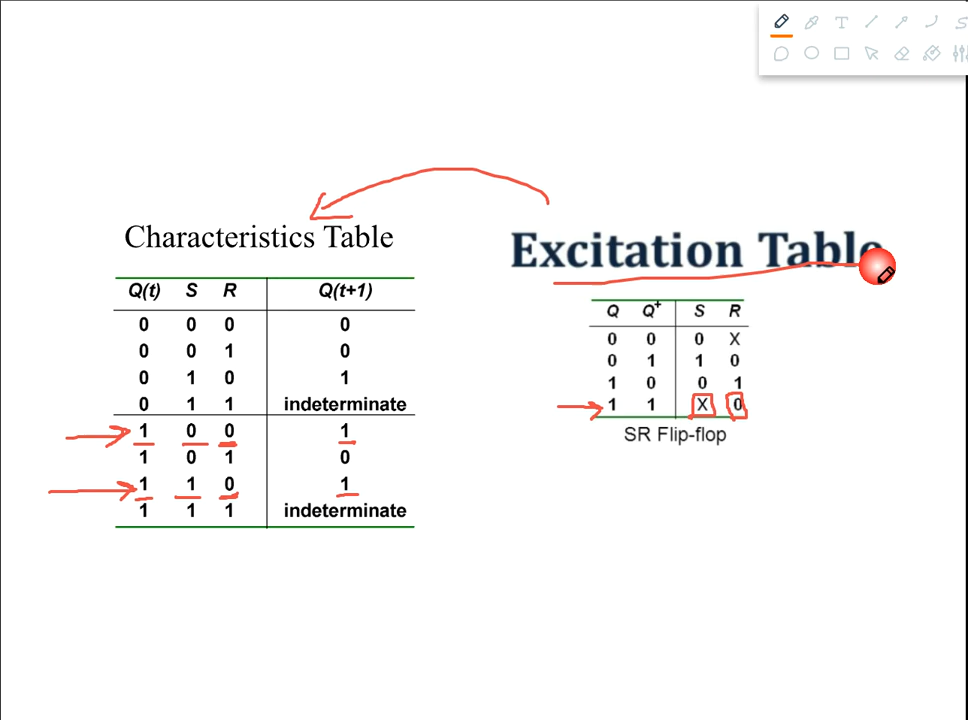 Characteristics Table
Q(t) S R Q(t+1)
0 0 0 0
0 0 1 0
0 1 0 1
0 1 1 indeterminate
1 0 0 1
1 0 1 0
1 1 0 1
1 1 1 indeterminate
Excitation Table
Q Q+ S R
0 0 0 X
0 1 1 0
1 0 0 1
1 1 X 0
SR Flip-flop